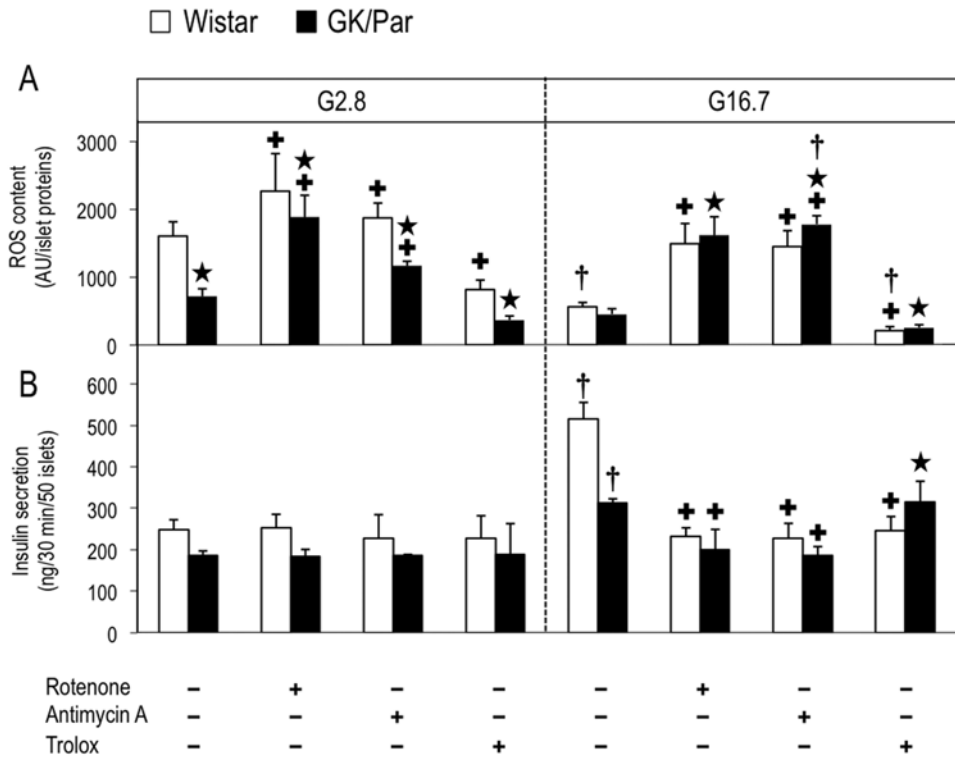 Wistar GK/Par
A
G2.8 G16.7
ROS content
(AU/islet proteins)
3000
2000
1000
0
✚ ★ ✚ ✚ ★ ✚ ★ ✚ ★ † ✚ ★ ✚ † ★ ✚ † ✚ ★
B
Insulin secretion
(ng/30 min/50 islets)
600
500
400
300
200
100
0
† † ✚ ✚ ✚ ✚ ✚ ★
Rotenone – + – – – + – –
Antimycin A – – + – – – + –
Trolox – – – + – – – +